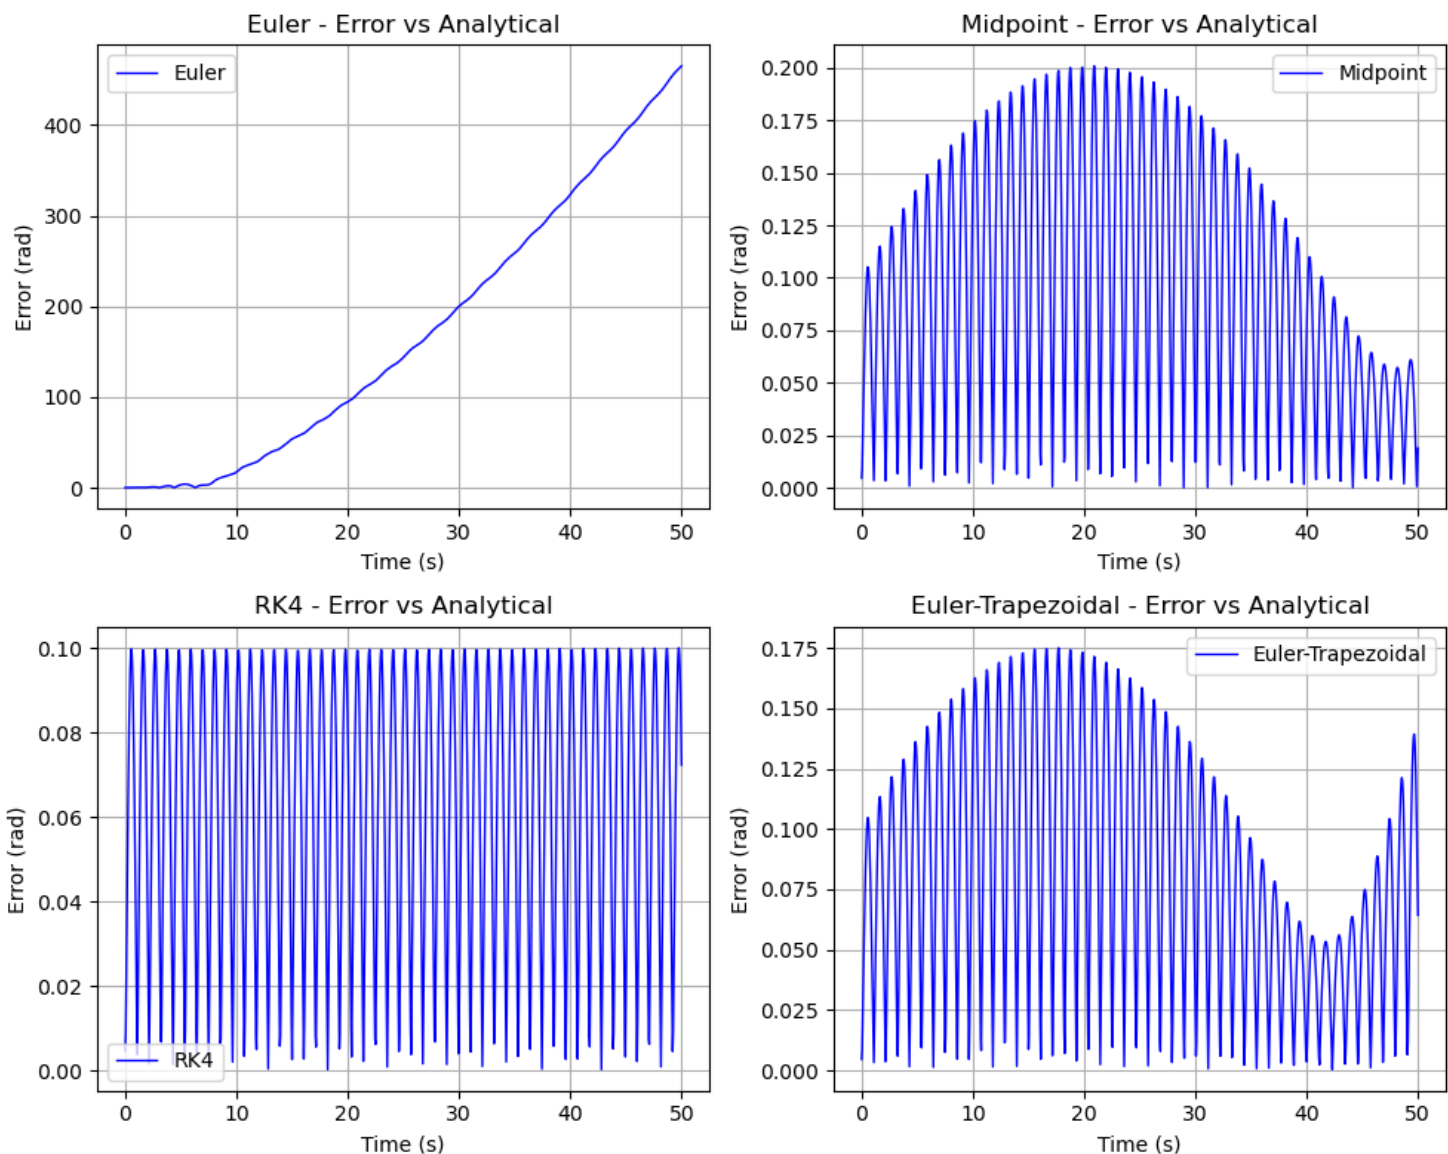 Euler - Error vs Analytical
Euler
Error (rad)
400
300
200
100
0
0 10 20 30 40 50
Time (s)
Midpoint - Error vs Analytical
Midpoint
Error (rad)
0.200
0.175
0.150
0.125
0.100
0.075
0.050
0.025
0.000
0 10 20 30 40 50
Time (s)
RK4 - Error vs Analytical
RK4
Error (rad)
0.10
0.08
0.06
0.04
0.02
0.00
0 10 20 30 40 50
Time (s)
Euler-Trapezoidal - Error vs Analytical
Euler-Trapezoidal
Error (rad)
0.175
0.150
0.125
0.100
0.075
0.050
0.025
0.000
0 10 20 30 40 50
Time (s)